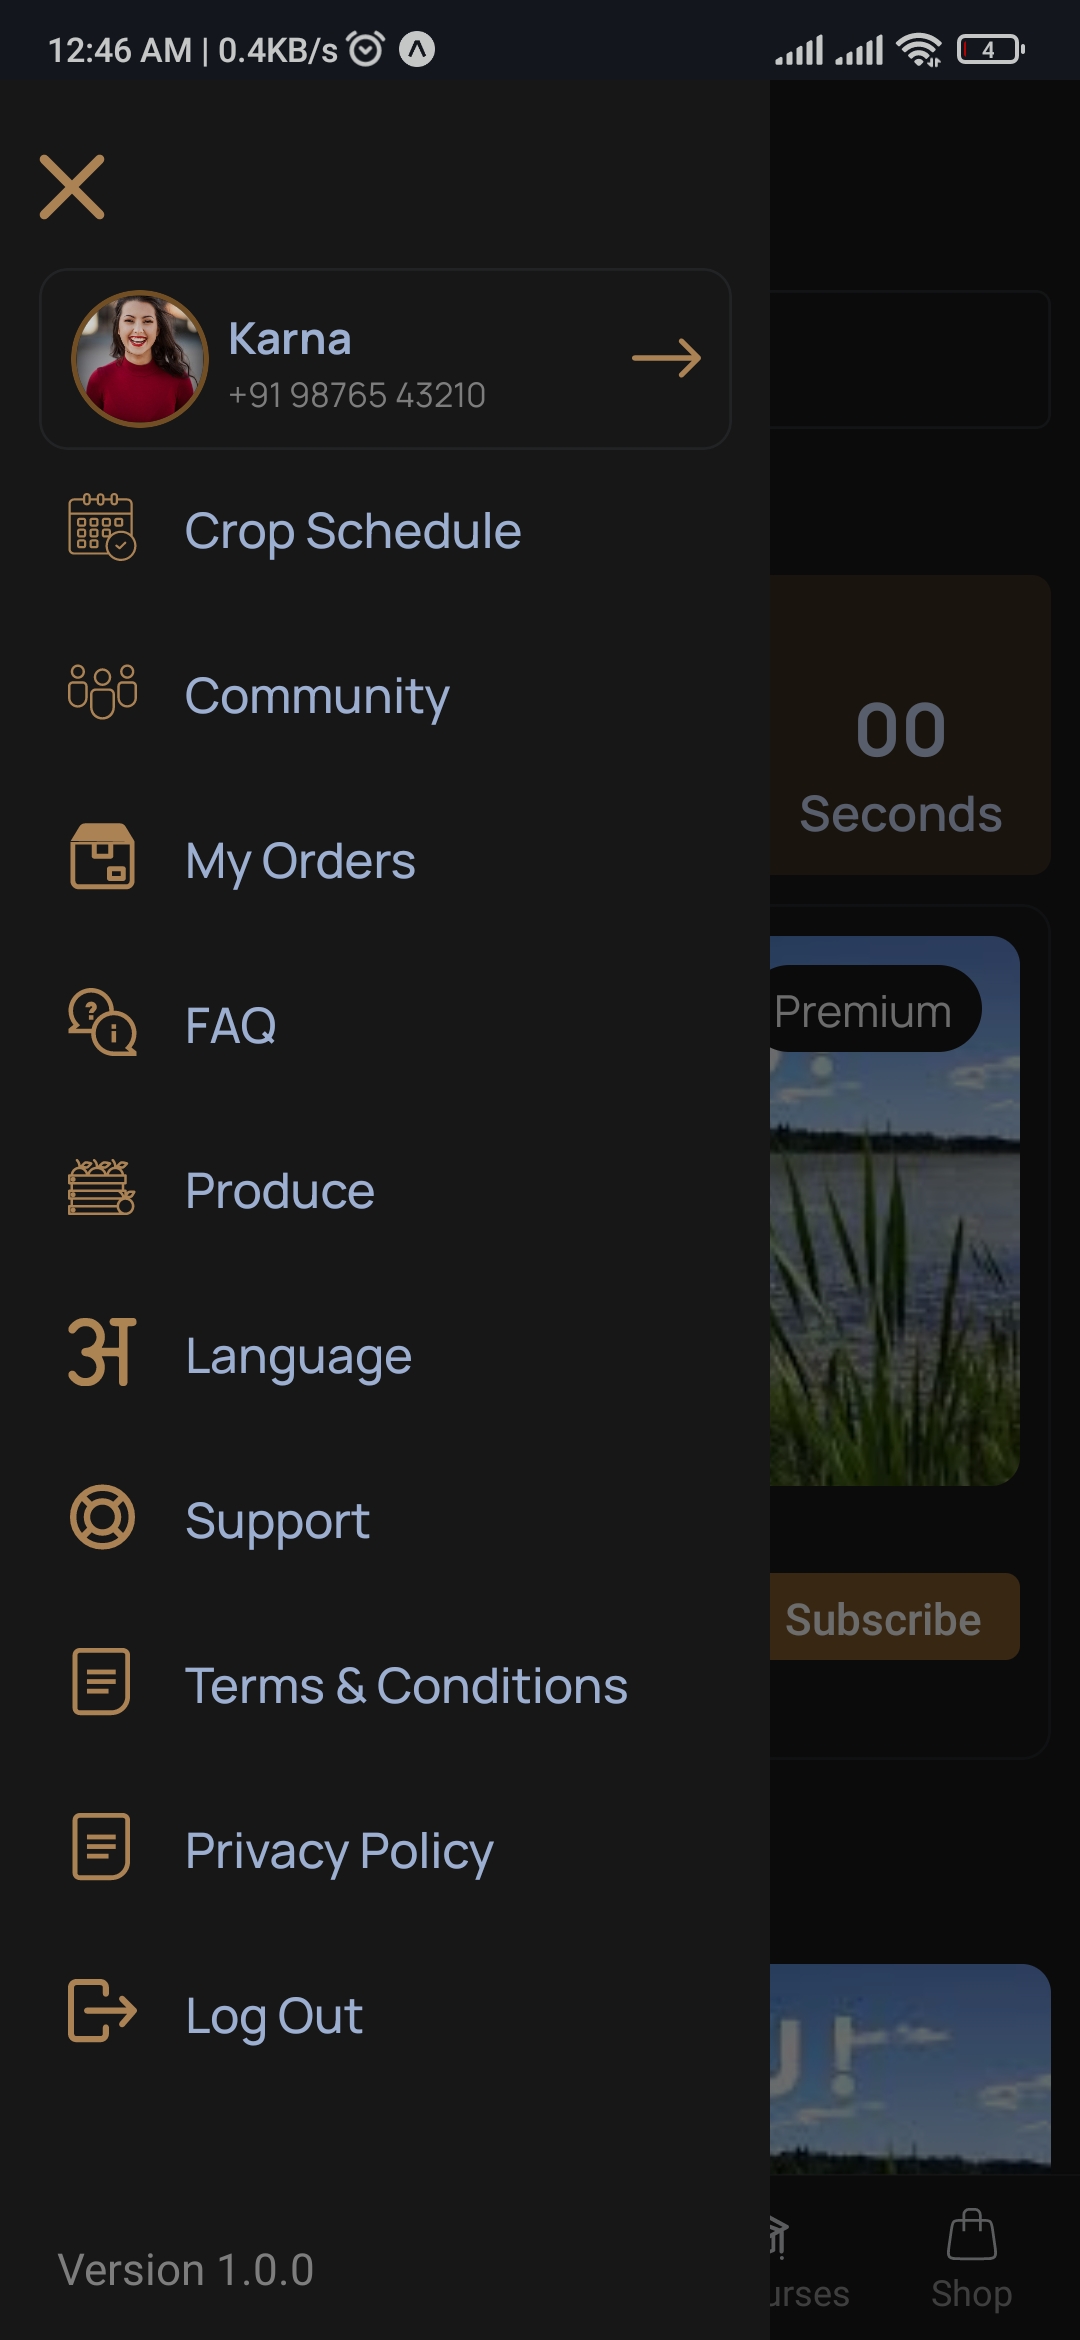 12:46 AM | 0.4KB/s
4
Karna
+91 98765 43210
Crop Schedule
Community
My Orders
FAQ
Produce
अ Language
Support
Terms & Conditions
Privacy Policy
Log Out
Version 1.0.0
00
Seconds
Premium
Subscribe
U!
urses
Shop